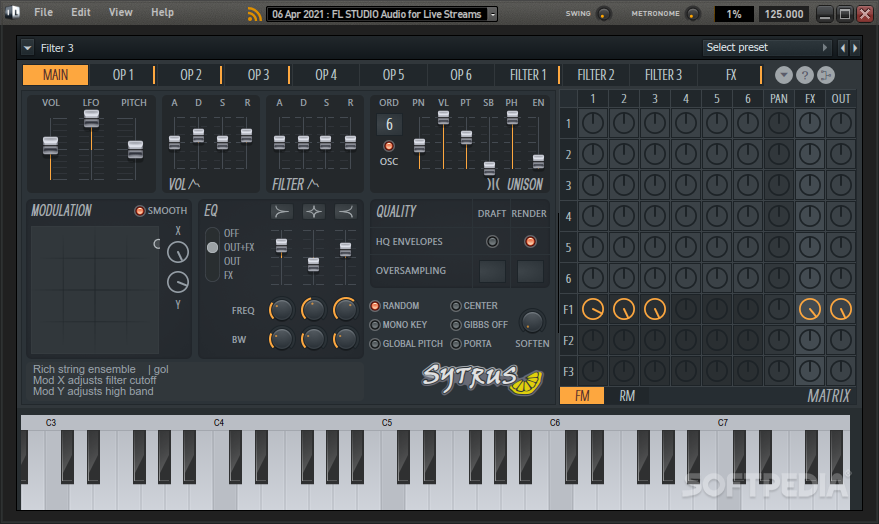 File Edit View Help
06 Apr 2021 : FL STUDIO Audio for Live Streams
SWING METRONOME 1% 125.000
Filter 3
Select preset
MAIN OP 1 OP 2 OP 3 OP 4 OP 5 OP 6 FILTER 1 FILTER 2 FILTER 3 FX ?
VOL LFO PITCH
A D S R
VOL
A D S R
FILTER
ORD PN VL PT SB PH EN
6
OSC
UNISON
MODULATION SMOOTH
X
Y
EQ
OFF
OUT+FX
OUT
FX
FREQ
BW
QUALITY DRAFT RENDER
HQ ENVELOPES
OVERSAMPLING
RANDOM CENTER
MONO KEY GIBBS OFF
GLOBAL PITCH PORTA
SOFTEN
SYTRUS
Rich string ensemble | gol
Mod X adjusts filter cutoff
Mod Y adjusts high band
1 2 3 4 5 6 PAN FX OUT
1
2
3
4
5
6
F1
F2
F3
FM RM MATRIX
C3 C4 C5 C6 C7
SOFTPEDIA